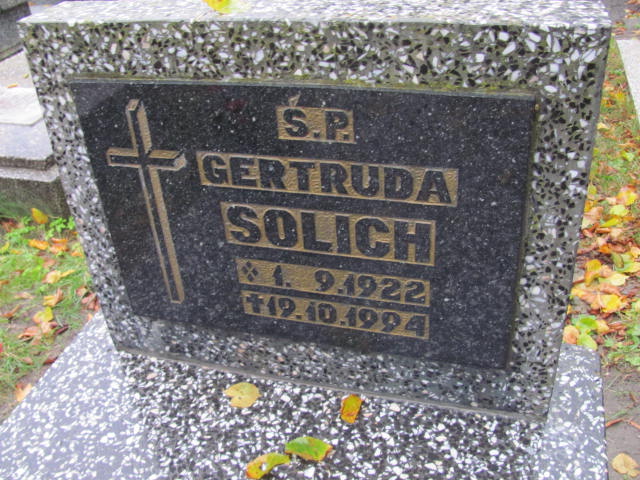 Ś.P.
GERTRUDA
SOLICH
❖ 1. 9.1922
✝19.10.1994